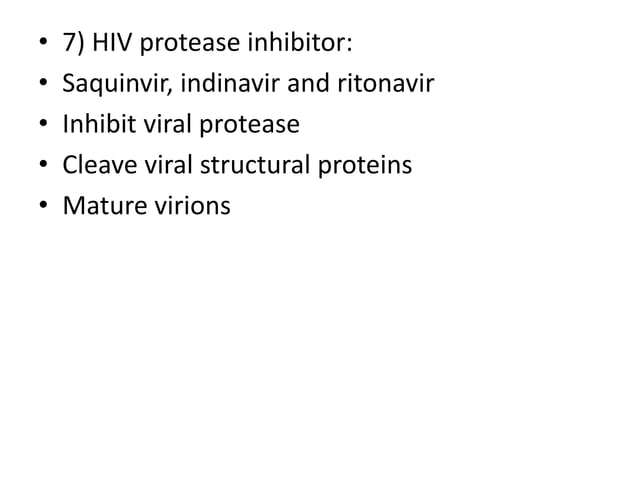 • 7) HIV protease inhibitor:
• Saquinvir, indinavir and ritonavir
• Inhibit viral protease
• Cleave viral structural proteins
• Mature virions